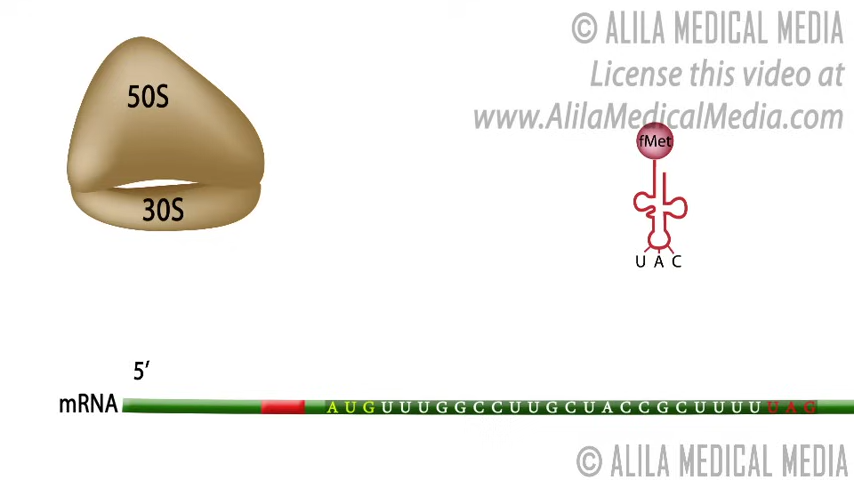 © ALILA MEDICAL MEDIA
License this video at
www.AlilaMedicalMedia.com
50S
fMet
30S
U A C
5’
mRNA
AUGUUUGGCCUUGCUACCGCUUUUUAG
© ALILA MEDICAL MEDIA